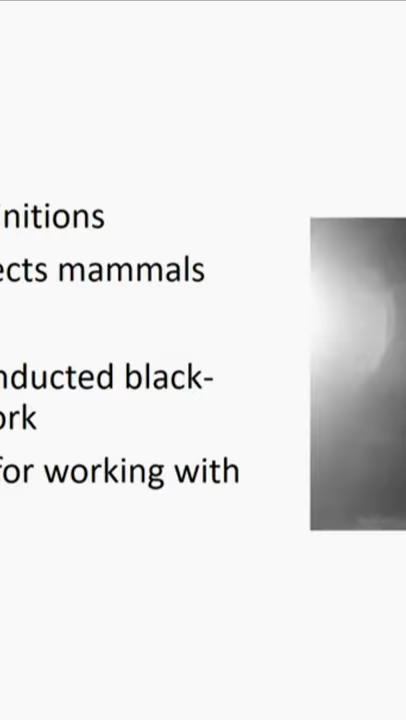 initions
ects mammals
nducted black-
ork
for working with